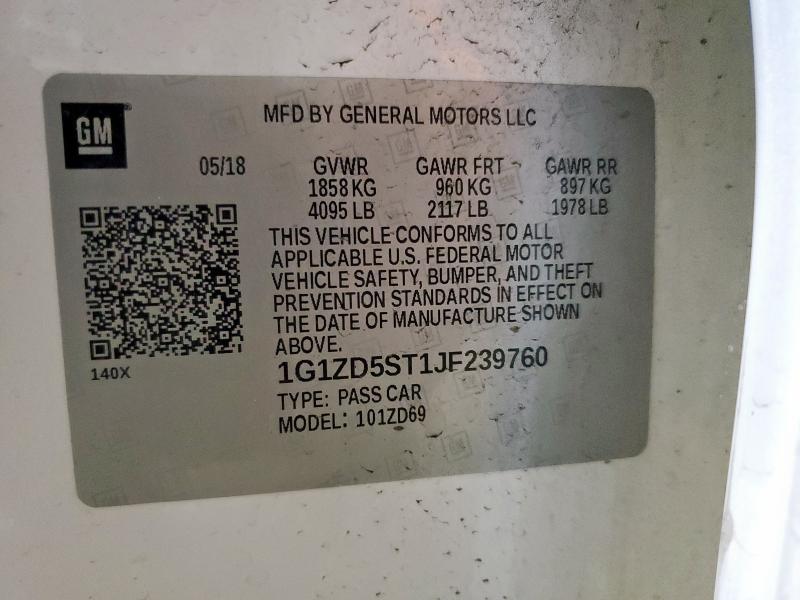 GM
MFD BY GENERAL MOTORS LLC
05/18 GVWR GAWR FRT GAWR RR
1858 KG 960 KG 897 KG
4095 LB 2117 LB 1978 LB
THIS VEHICLE CONFORMS TO ALL
APPLICABLE U.S. FEDERAL MOTOR
VEHICLE SAFETY, BUMPER, AND THEFT
PREVENTION STANDARDS IN EFFECT ON
THE DATE OF MANUFACTURE SHOWN
ABOVE.
140X
1G1ZD5ST1JF239760
TYPE: PASS CAR
MODEL: 101ZD69